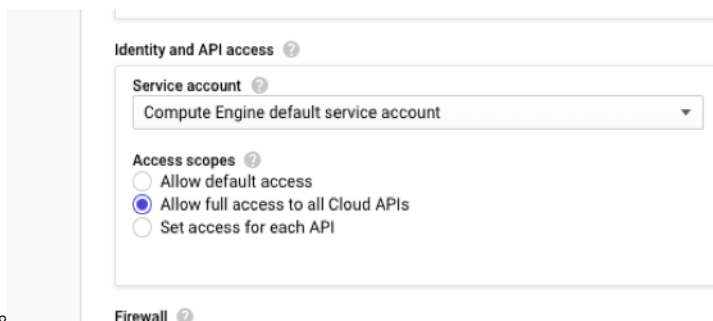 Identity and API access
Service account
Compute Engine default service account
Access scopes
Allow default access
Allow full access to all Cloud APIs
Set access for each API
Firewall